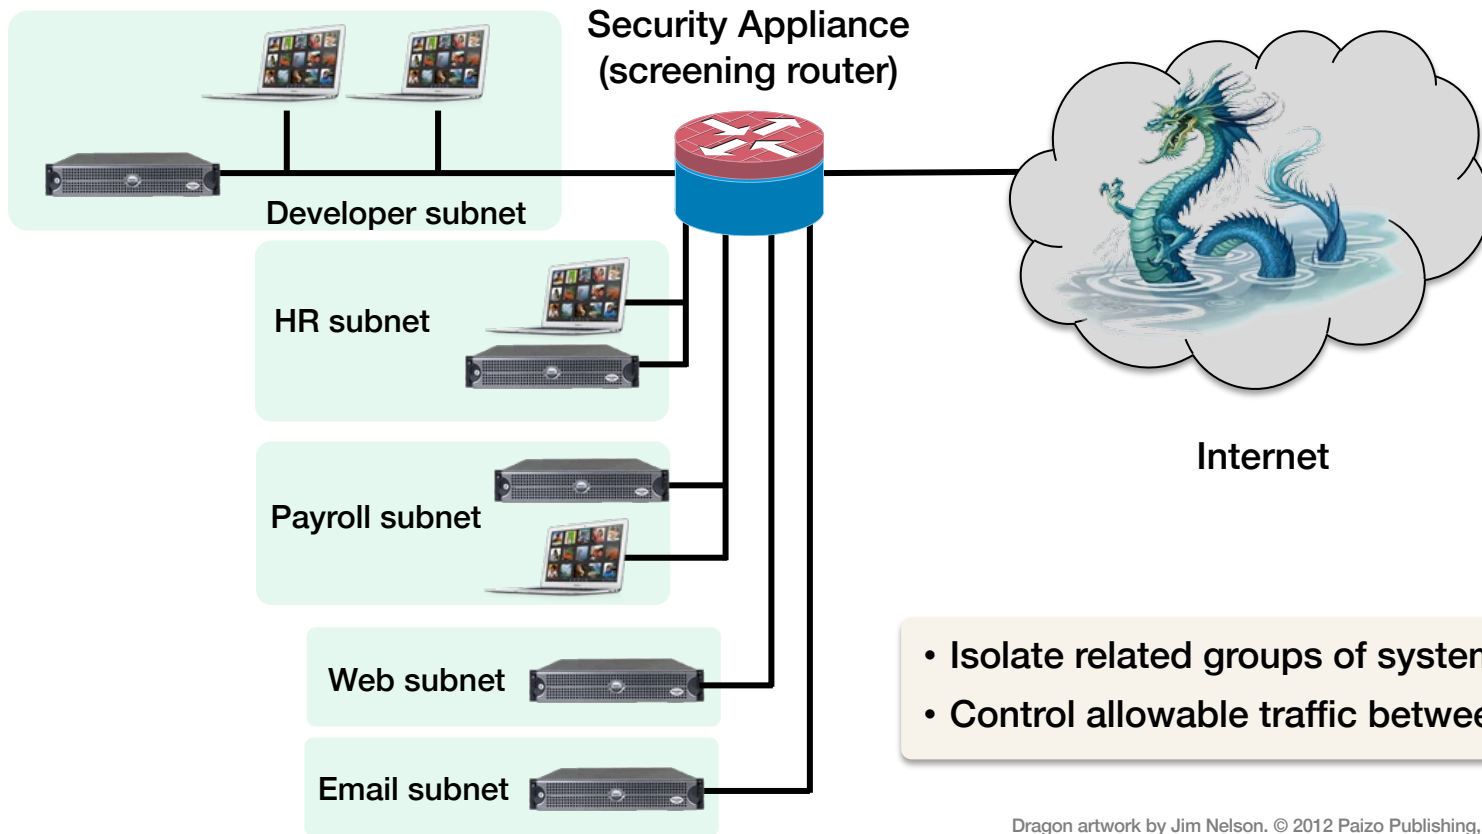 Security Appliance
(screening router)
Developer subnet
HR subnet
Payroll subnet
Web subnet
Email subnet
Internet
• Isolate related groups of system
• Control allowable traffic betwee
Dragon artwork by Jim Nelson. © 2012 Paizo Publishing,